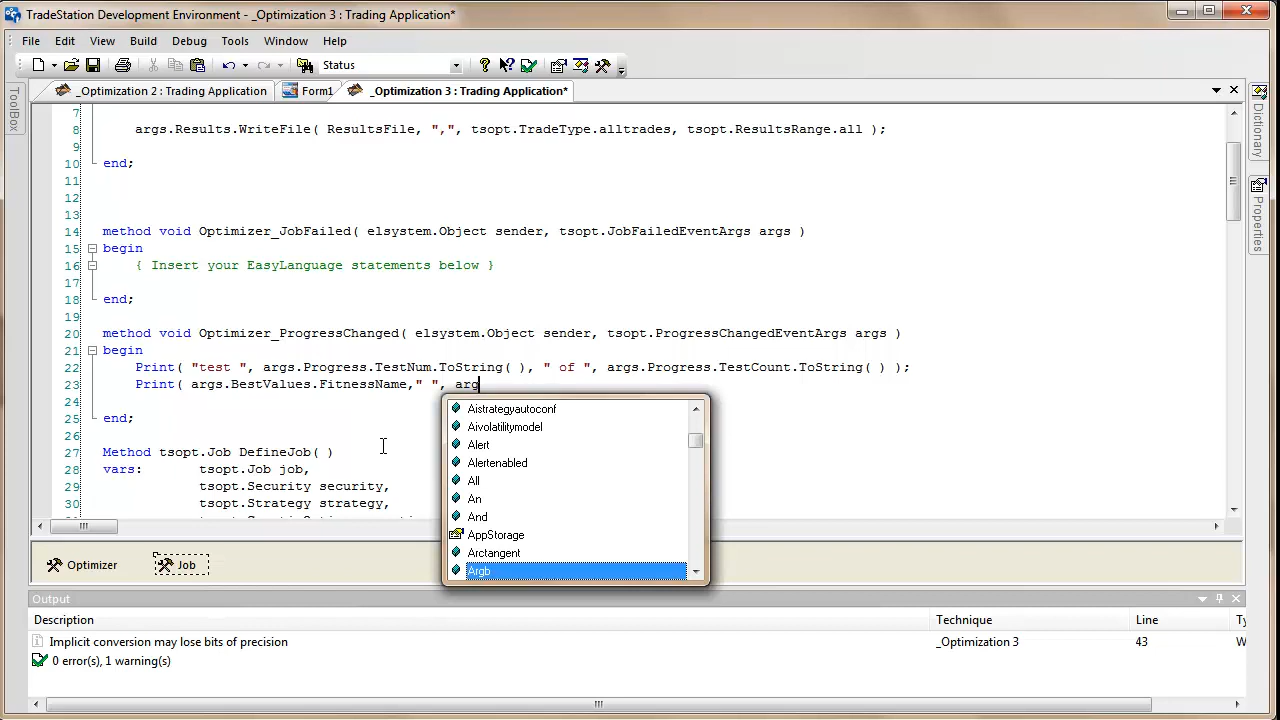 TradeStation Development Environment - _Optimization 3 : Trading Application*
File Edit View Build Debug Tools Window Help
Status
ToolBox
_Optimization 2 : Trading Application Form1 _Optimization 3 : Trading Application*
Dictionary
Properties
7
8 args.Results.WriteFile( ResultsFile, ",", tsopt.TradeType.alltrades, tsopt.ResultsRange.all );
9
10 end;
11
12
13
14 method void Optimizer_JobFailed( elsystem.Object sender, tsopt.JobFailedEventArgs args )
15 begin
16 { Insert your EasyLanguage statements below }
17
18 end;
19
20 method void Optimizer_ProgressChanged( elsystem.Object sender, tsopt.ProgressChangedEventArgs args )
21 begin
22 Print( "test ", args.Progress.TestNum.ToString( ), " of ", args.Progress.TestCount.ToString( ) );
23 Print( args.BestValues.FitnessName," ", arg
24
25 end;
26
27 Method tsopt.Job DefineJob( )
28 vars: tsopt.Job job,
29 tsopt.Security security,
30 tsopt.Strategy strategy,
Aistrategyautoconf
Aivolatilitymodel
Alert
Alertenabled
All
An
And
AppStorage
Arctangent
Argb
Optimizer Job
Output
Description Technique Line Ty
Implicit conversion may lose bits of precision _Optimization 3 43 W
0 error(s), 1 warning(s)